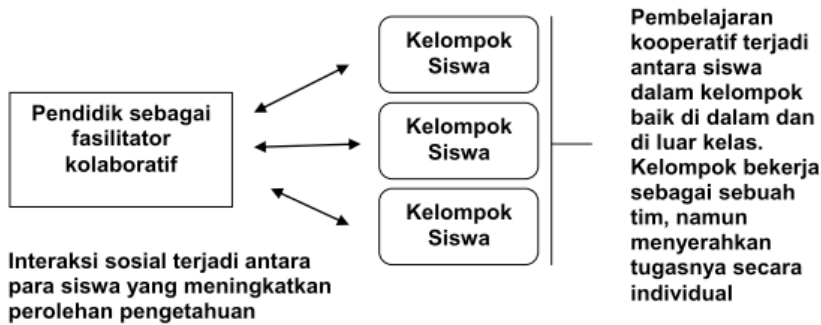 Pendidik sebagai
fasilitator
kolaboratif
Kelompok
Siswa
Kelompok
Siswa
Kelompok
Siswa
Interaksi sosial terjadi antara
para siswa yang meningkatkan
perolehan pengetahuan
Pembelajaran
kooperatif terjadi
antara siswa
dalam kelompok
baik di dalam dan
di luar kelas.
Kelompok bekerja
sebagai sebuah
tim, namun
menyerahkan
tugasnya secara
individual